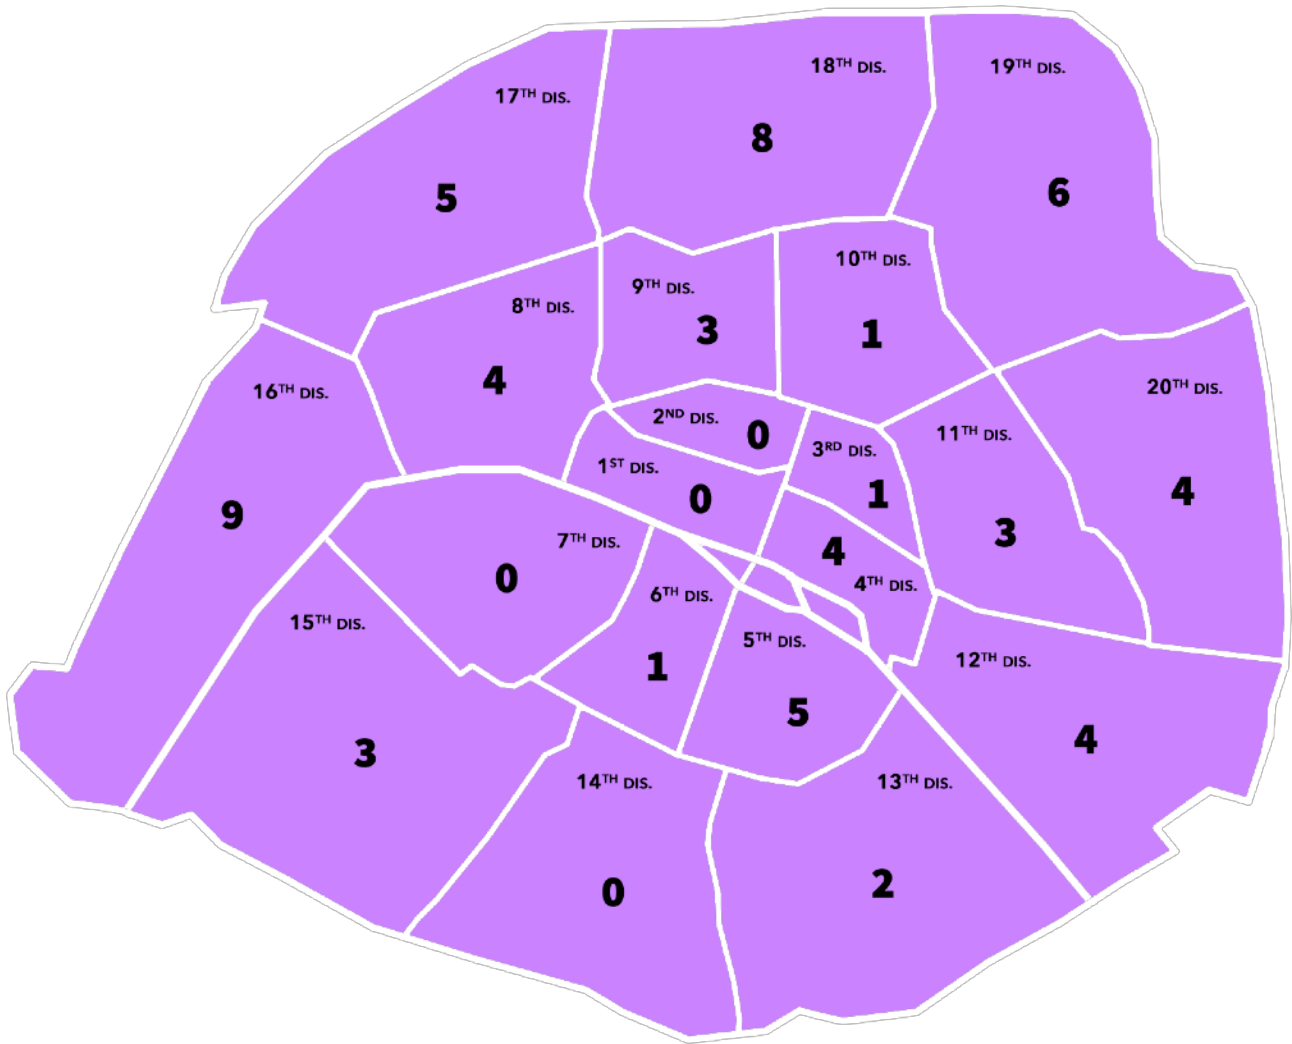 18TH DIS.
19TH DIS.
17TH DIS.
8
6
5
10TH DIS.
9TH DIS.
8TH DIS.
3
1
4
16TH DIS.
20TH DIS.
2ND DIS.
0
11TH DIS.
3RD DIS.
1ST DIS.
0
1
4
9
3
7TH DIS.
4
0
4TH DIS.
6TH DIS.
15TH DIS.
5TH DIS.
12TH DIS.
1
5
4
3
14TH DIS.
13TH DIS.
0
2